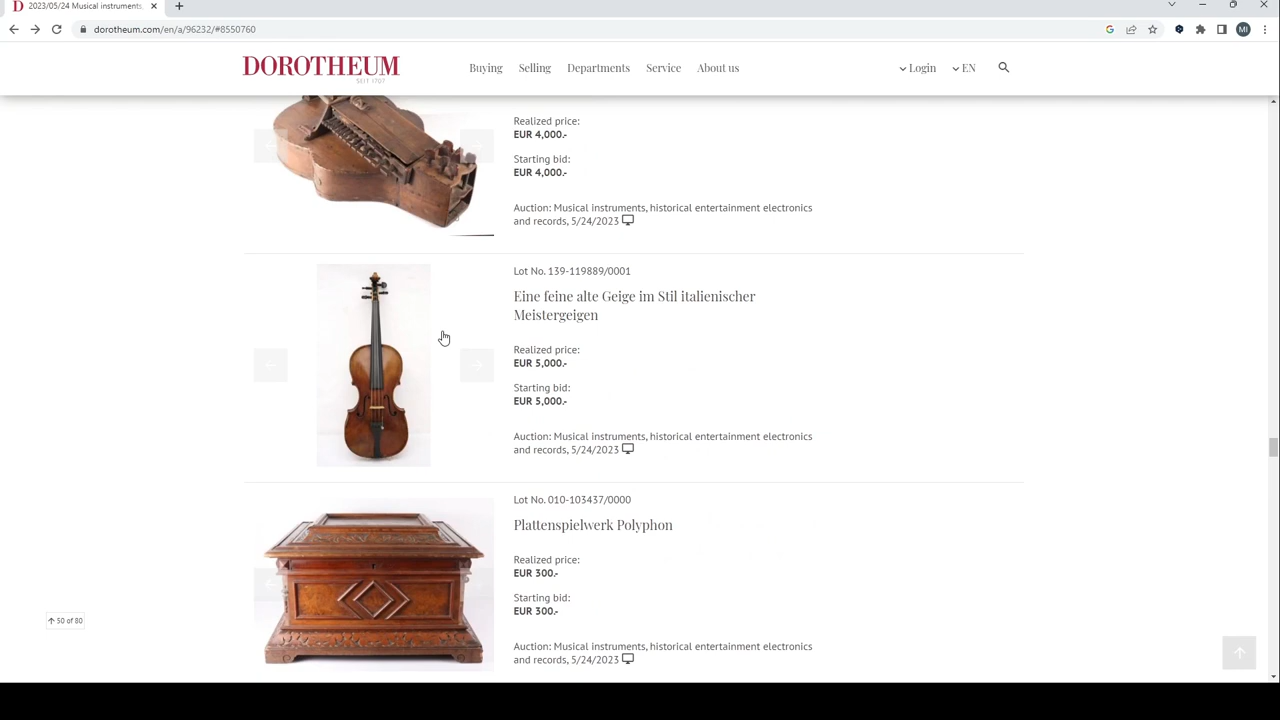 2023/05/24 Musical instruments,
dorotheum.com/en/a/96232/#8550760
MI
DOROTHEUM
SEIT 1707
Buying Selling Departments Service About us
Login EN
Realized price:
EUR 4,000.-
Starting bid:
EUR 4,000.-
Auction: Musical instruments, historical entertainment electronics
and records, 5/24/2023
Lot No. 139-119889/0001
Eine feine alte Geige im Stil italienischer
Meistergeigen
Realized price:
EUR 5,000.-
Starting bid:
EUR 5,000.-
Auction: Musical instruments, historical entertainment electronics
and records, 5/24/2023
Lot No. 010-103437/0000
Plattenspielwerk Polyphon
Realized price:
EUR 300.-
Starting bid:
EUR 300.-
Auction: Musical instruments, historical entertainment electronics
and records, 5/24/2023
50 of 80